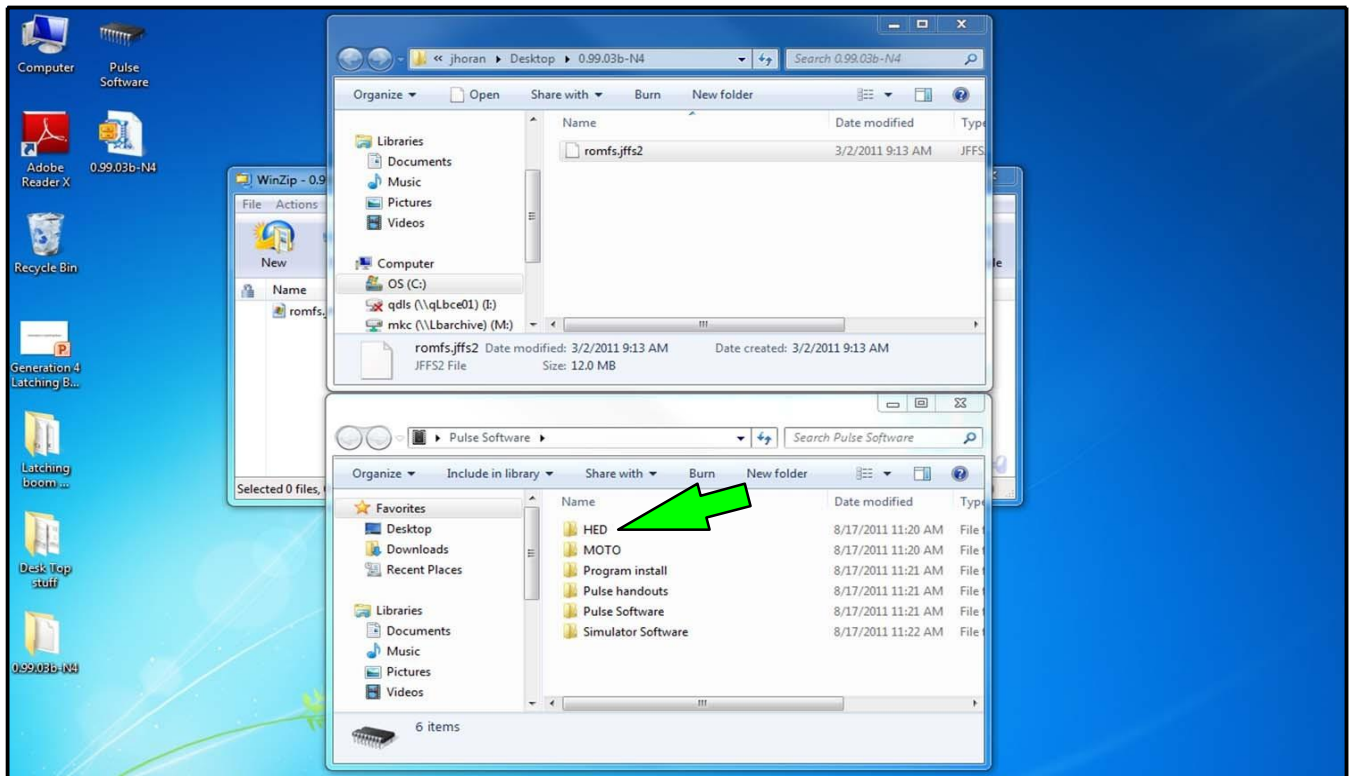 Computer
Pulse
Software
Adobe
Reader X
0.99.03b-N4
Recycle Bin
Generation 4
Latching B...
Latching
boom ...
Desk Top
stuff
0.99.03b-N4
WinZip - 0.9
File Actions
New
Name
romfs.
Selected 0 files,
« jhoran ▸ Desktop ▸ 0.99.03b-N4
Search 0.99.03b-N4
Organize Open Share with Burn New folder
Name Date modified Type
Libraries
Documents
Music
Pictures
Videos
Computer
OS (C:)
qdls (\\qLbce01) (I:)
mkc (\\Lbarchive) (M:)
romfs.jffs2 3/2/2011 9:13 AM JFFS
romfs.jffs2 Date modified: 3/2/2011 9:13 AM Date created: 3/2/2011 9:13 AM
JFFS2 File Size: 12.0 MB
▸ Pulse Software ▸
Search Pulse Software
Organize Include in library Share with Burn New folder
Name Date modified Type
Favorites
Desktop
Downloads
Recent Places
Libraries
Documents
Music
Pictures
Videos
HED 8/17/2011 11:20 AM File f
MOTO 8/17/2011 11:20 AM File f
Program install 8/17/2011 11:21 AM File f
Pulse handouts 8/17/2011 11:21 AM File f
Pulse Software 8/17/2011 11:21 AM File f
Simulator Software 8/17/2011 11:22 AM File f
6 items